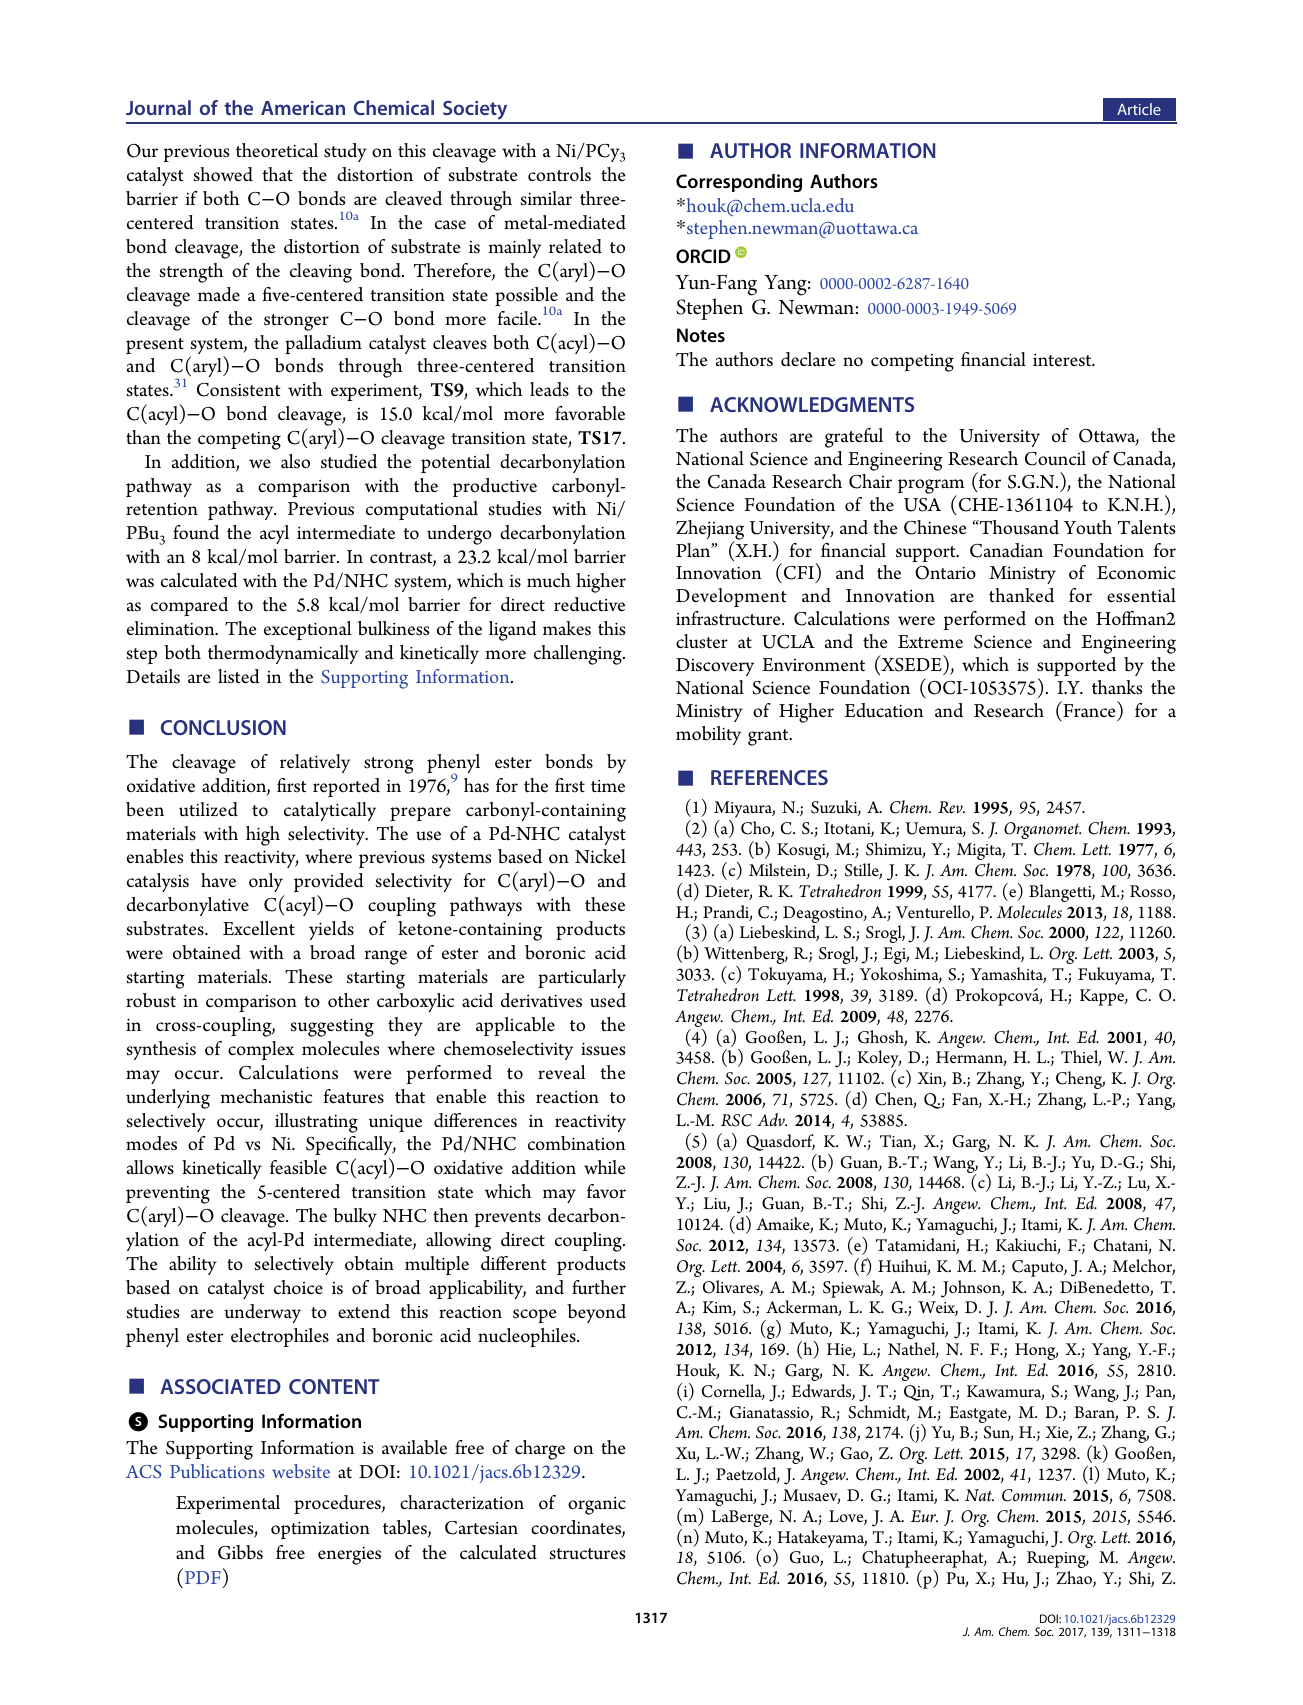 Journal of the American Chemical Society
Article
Our previous theoretical study on this cleavage with a Ni/PCy3
catalyst showed that the distortion of substrate controls the
barrier if both C−O bonds are cleaved through similar three-
centered transition states.10a In the case of metal-mediated
bond cleavage, the distortion of substrate is mainly related to
the strength of the cleaving bond. Therefore, the C(aryl)−O
cleavage made a five-centered transition state possible and the
cleavage of the stronger C−O bond more facile.10a In the
present system, the palladium catalyst cleaves both C(acyl)−O
and C(aryl)−O bonds through three-centered transition
states.31 Consistent with experiment, TS9, which leads to the
C(acyl)−O bond cleavage, is 15.0 kcal/mol more favorable
than the competing C(aryl)−O cleavage transition state, TS17.
In addition, we also studied the potential decarbonylation
pathway as a comparison with the productive carbonyl-
retention pathway. Previous computational studies with Ni/
PBu3 found the acyl intermediate to undergo decarbonylation
with an 8 kcal/mol barrier. In contrast, a 23.2 kcal/mol barrier
was calculated with the Pd/NHC system, which is much higher
as compared to the 5.8 kcal/mol barrier for direct reductive
elimination. The exceptional bulkiness of the ligand makes this
step both thermodynamically and kinetically more challenging.
Details are listed in the Supporting Information.
■ CONCLUSION
The cleavage of relatively strong phenyl ester bonds by
oxidative addition, first reported in 1976,9 has for the first time
been utilized to catalytically prepare carbonyl-containing
materials with high selectivity. The use of a Pd-NHC catalyst
enables this reactivity, where previous systems based on Nickel
catalysis have only provided selectivity for C(aryl)−O and
decarbonylative C(acyl)−O coupling pathways with these
substrates. Excellent yields of ketone-containing products
were obtained with a broad range of ester and boronic acid
starting materials. These starting materials are particularly
robust in comparison to other carboxylic acid derivatives used
in cross-coupling, suggesting they are applicable to the
synthesis of complex molecules where chemoselectivity issues
may occur. Calculations were performed to reveal the
underlying mechanistic features that enable this reaction to
selectively occur, illustrating unique differences in reactivity
modes of Pd vs Ni. Specifically, the Pd/NHC combination
allows kinetically feasible C(acyl)−O oxidative addition while
preventing the 5-centered transition state which may favor
C(aryl)−O cleavage. The bulky NHC then prevents decarbon-
ylation of the acyl-Pd intermediate, allowing direct coupling.
The ability to selectively obtain multiple different products
based on catalyst choice is of broad applicability, and further
studies are underway to extend this reaction scope beyond
phenyl ester electrophiles and boronic acid nucleophiles.
■ ASSOCIATED CONTENT
S Supporting Information
The Supporting Information is available free of charge on the
ACS Publications website at DOI: 10.1021/jacs.6b12329.
Experimental procedures, characterization of organic
molecules, optimization tables, Cartesian coordinates,
and Gibbs free energies of the calculated structures
(PDF)
■ AUTHOR INFORMATION
Corresponding Authors
*houk@chem.ucla.edu
*stephen.newman@uottawa.ca
ORCID iD
Yun-Fang Yang: 0000-0002-6287-1640
Stephen G. Newman: 0000-0003-1949-5069
Notes
The authors declare no competing financial interest.
■ ACKNOWLEDGMENTS
The authors are grateful to the University of Ottawa, the
National Science and Engineering Research Council of Canada,
the Canada Research Chair program (for S.G.N.), the National
Science Foundation of the USA (CHE-1361104 to K.N.H.),
Zhejiang University, and the Chinese “Thousand Youth Talents
Plan” (X.H.) for financial support. Canadian Foundation for
Innovation (CFI) and the Ontario Ministry of Economic
Development and Innovation are thanked for essential
infrastructure. Calculations were performed on the Hoffman2
cluster at UCLA and the Extreme Science and Engineering
Discovery Environment (XSEDE), which is supported by the
National Science Foundation (OCI-1053575). I.Y. thanks the
Ministry of Higher Education and Research (France) for a
mobility grant.
■ REFERENCES
(1) Miyaura, N.; Suzuki, A. Chem. Rev. 1995, 95, 2457.
(2) (a) Cho, C. S.; Itotani, K.; Uemura, S. J. Organomet. Chem. 1993,
443, 253. (b) Kosugi, M.; Shimizu, Y.; Migita, T. Chem. Lett. 1977, 6,
1423. (c) Milstein, D.; Stille, J. K. J. Am. Chem. Soc. 1978, 100, 3636.
(d) Dieter, R. K. Tetrahedron 1999, 55, 4177. (e) Blangetti, M.; Rosso,
H.; Prandi, C.; Deagostino, A.; Venturello, P. Molecules 2013, 18, 1188.
(3) (a) Liebeskind, L. S.; Srogl, J. J. Am. Chem. Soc. 2000, 122, 11260.
(b) Wittenberg, R.; Srogl, J.; Egi, M.; Liebeskind, L. Org. Lett. 2003, 5,
3033. (c) Tokuyama, H.; Yokoshima, S.; Yamashita, T.; Fukuyama, T.
Tetrahedron Lett. 1998, 39, 3189. (d) Prokopcová, H.; Kappe, C. O.
Angew. Chem., Int. Ed. 2009, 48, 2276.
(4) (a) Gooßen, L. J.; Ghosh, K. Angew. Chem., Int. Ed. 2001, 40,
3458. (b) Gooßen, L. J.; Koley, D.; Hermann, H. L.; Thiel, W. J. Am.
Chem. Soc. 2005, 127, 11102. (c) Xin, B.; Zhang, Y.; Cheng, K. J. Org.
Chem. 2006, 71, 5725. (d) Chen, Q.; Fan, X.-H.; Zhang, L.-P.; Yang,
L.-M. RSC Adv. 2014, 4, 53885.
(5) (a) Quasdorf, K. W.; Tian, X.; Garg, N. K. J. Am. Chem. Soc.
2008, 130, 14422. (b) Guan, B.-T.; Wang, Y.; Li, B.-J.; Yu, D.-G.; Shi,
Z.-J. J. Am. Chem. Soc. 2008, 130, 14468. (c) Li, B.-J.; Li, Y.-Z.; Lu, X.-
Y.; Liu, J.; Guan, B.-T.; Shi, Z.-J. Angew. Chem., Int. Ed. 2008, 47,
10124. (d) Amaike, K.; Muto, K.; Yamaguchi, J.; Itami, K. J. Am. Chem.
Soc. 2012, 134, 13573. (e) Tatamidani, H.; Kakiuchi, F.; Chatani, N.
Org. Lett. 2004, 6, 3597. (f) Huihui, K. M. M.; Caputo, J. A.; Melchor,
Z.; Olivares, A. M.; Spiewak, A. M.; Johnson, K. A.; DiBenedetto, T.
A.; Kim, S.; Ackerman, L. K. G.; Weix, D. J. J. Am. Chem. Soc. 2016,
138, 5016. (g) Muto, K.; Yamaguchi, J.; Itami, K. J. Am. Chem. Soc.
2012, 134, 169. (h) Hie, L.; Nathel, N. F. F.; Hong, X.; Yang, Y.-F.;
Houk, K. N.; Garg, N. K. Angew. Chem., Int. Ed. 2016, 55, 2810.
(i) Cornella, J.; Edwards, J. T.; Qin, T.; Kawamura, S.; Wang, J.; Pan,
C.-M.; Gianatassio, R.; Schmidt, M.; Eastgate, M. D.; Baran, P. S. J.
Am. Chem. Soc. 2016, 138, 2174. (j) Yu, B.; Sun, H.; Xie, Z.; Zhang, G.;
Xu, L.-W.; Zhang, W.; Gao, Z. Org. Lett. 2015, 17, 3298. (k) Gooßen,
L. J.; Paetzold, J. Angew. Chem., Int. Ed. 2002, 41, 1237. (l) Muto, K.;
Yamaguchi, J.; Musaev, D. G.; Itami, K. Nat. Commun. 2015, 6, 7508.
(m) LaBerge, N. A.; Love, J. A. Eur. J. Org. Chem. 2015, 2015, 5546.
(n) Muto, K.; Hatakeyama, T.; Itami, K.; Yamaguchi, J. Org. Lett. 2016,
18, 5106. (o) Guo, L.; Chatupheeraphat, A.; Rueping, M. Angew.
Chem., Int. Ed. 2016, 55, 11810. (p) Pu, X.; Hu, J.; Zhao, Y.; Shi, Z.
1317
DOI: 10.1021/jacs.6b12329
J. Am. Chem. Soc. 2017, 139, 1311−1318